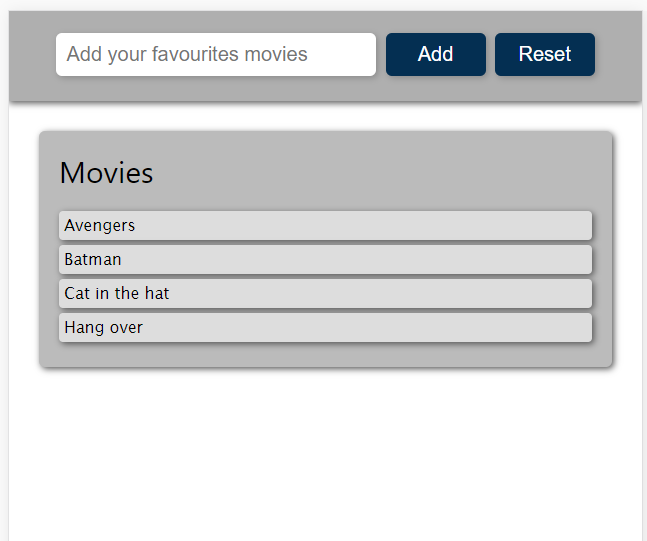 Add your favourites movies Add Reset
Movies
Avengers
Batman
Cat in the hat
Hang over